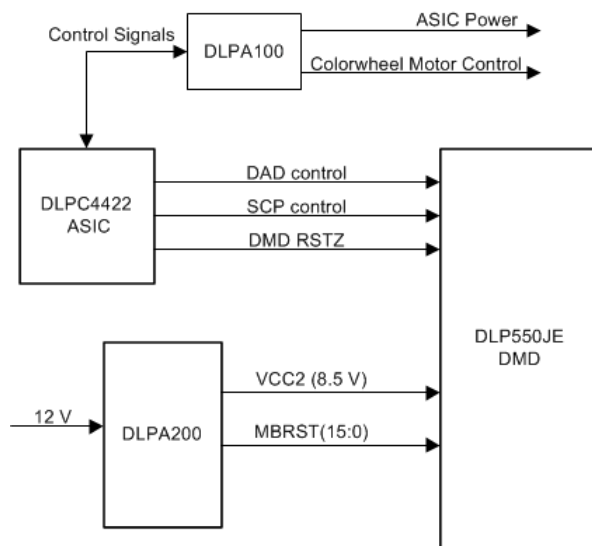 ASIC Power
Control Signals
DLPA100
Colorwheel Motor Control
DAD control
DLPC4422
ASIC
SCP control
DMD RSTZ
DLP550JE
DMD
VCC2 (8.5 V)
12 V
DLPA200
MBRST(15:0)